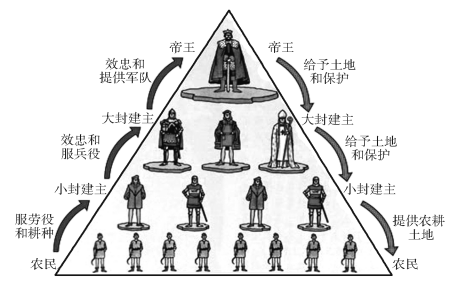 帝王
帝王
效忠和
提供军队
给予土地
和保护
大封建主
大封建主
效忠和
服兵役
给予土地
和保护
小封建主
小封建主
服劳役
和耕种
提供农耕
土地
农民
农民